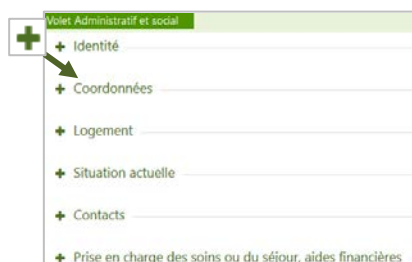 Volet Administratif et social
Identité
Coordonnées
Logement
Situation actuelle
Contacts
Prise en charge des soins ou du séjour, aides financières